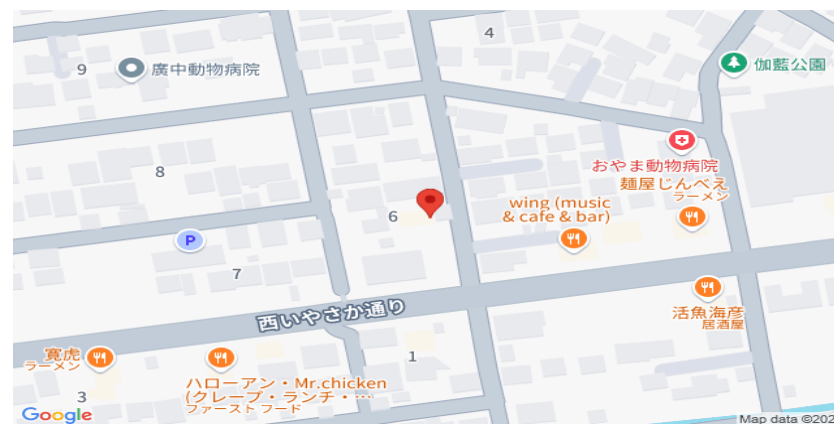 4
9
廣中動物病院
伽藍公園
8
おやま動物病院
麺屋じんべえ
ラーメン
6
wing (music
& cafe & bar)
P
7
西いやさか通り
活魚海彦
居酒屋
寛虎
ラーメン
1
ハローアン・Mr.chicken
(クレープ・ランチ・…
ファースト フード
3
Google
Map data ©202